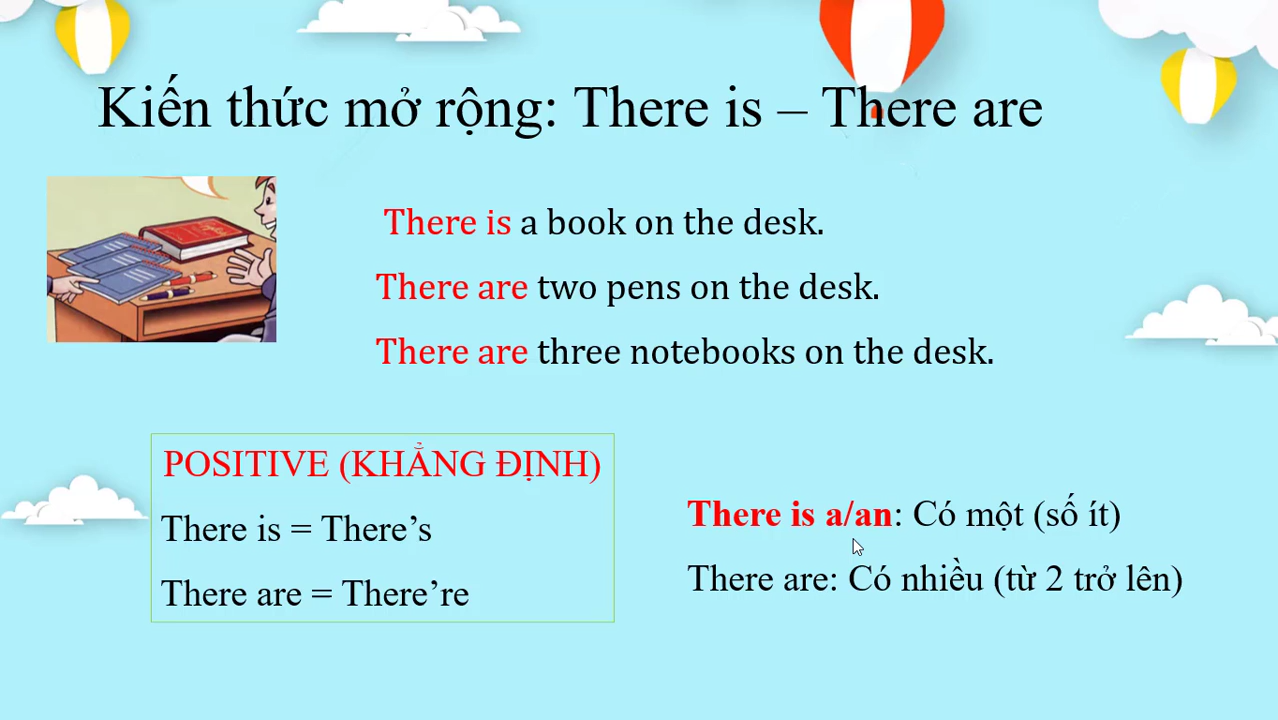 Kiến thức mở rộng: There is – There are
There is a book on the desk.
There are two pens on the desk.
There are three notebooks on the desk.
POSITIVE (KHẲNG ĐỊNH)
There is = There’s
There are = There’re
There is a/an: Có một (số ít)
There are: Có nhiều (từ 2 trở lên)